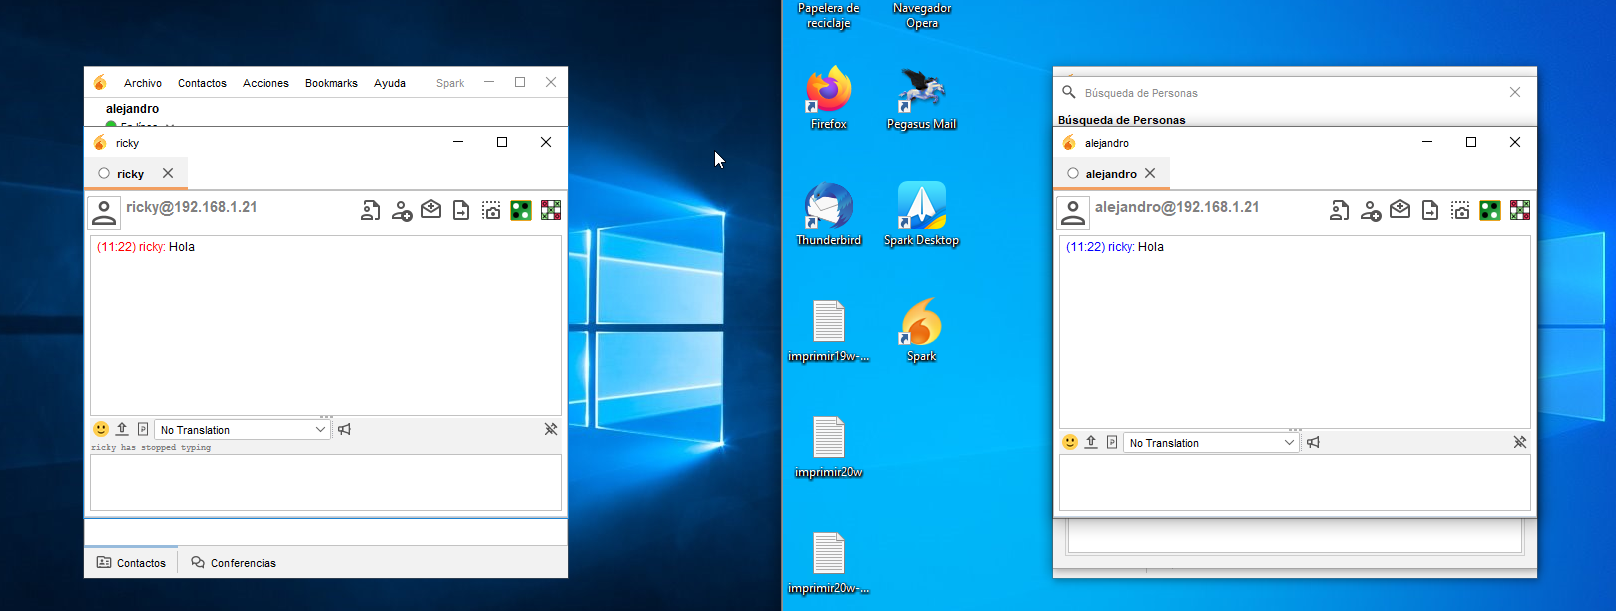 Archivo Contactos Acciones Bookmarks Ayuda Spark
alejandro
ricky
ricky
ricky@192.168.1.21
(11:22) ricky: Hola
No Translation
ricky has stopped typing
Contactos Conferencias
Papelera de reciclaje
Navegador Opera
Firefox
Pegasus Mail
Thunderbird
Spark Desktop
imprimir19w-...
Spark
imprimir20w
imprimir20w-...
Búsqueda de Personas
Búsqueda de Personas
alejandro
alejandro
alejandro@192.168.1.21
(11:22) ricky: Hola
No Translation